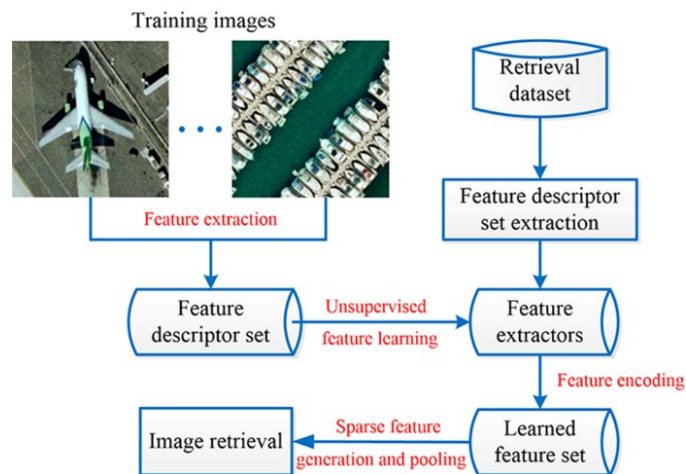 Training images
Retrieval
dataset
Feature extraction
Feature descriptor
set extraction
Feature
descriptor set
Unsupervised
feature learning
Feature
extractors
Feature encoding
Image retrieval
Sparse feature
generation and pooling
Learned
feature set